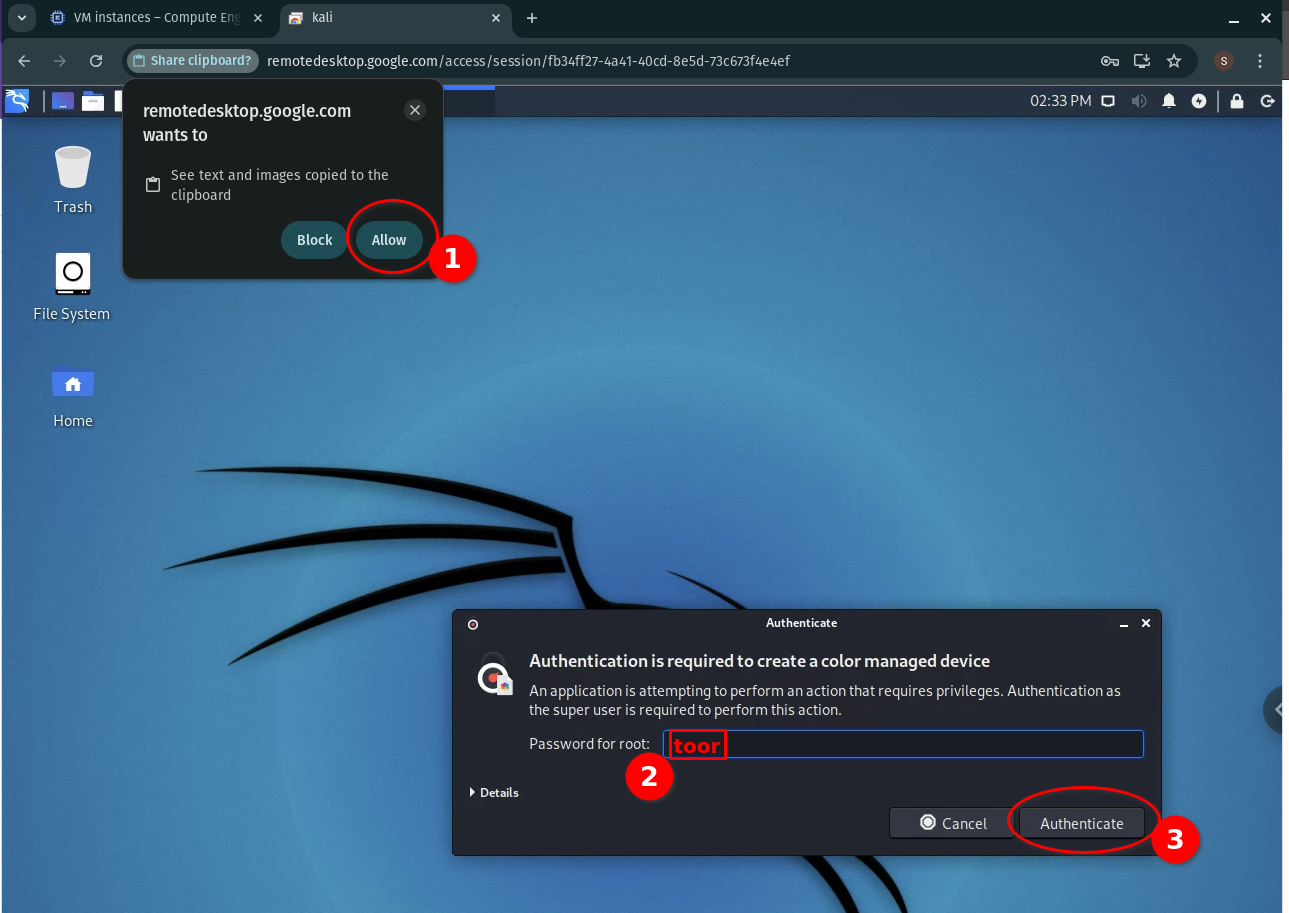 VM instances – Compute Eng
kali
Share clipboard?
remotedesktop.google.com/access/session/fb34ff27-4a41-40cd-8e5d-73c673f4e4ef
S
02:33 PM
remotedesktop.google.com
wants to
See text and images copied to the
clipboard
Block
Allow
1
Trash
File System
Home
Authenticate
Authentication is required to create a color managed device
An application is attempting to perform an action that requires privileges. Authentication as
the super user is required to perform this action.
Password for root:
toor
2
Details
Cancel
Authenticate
3